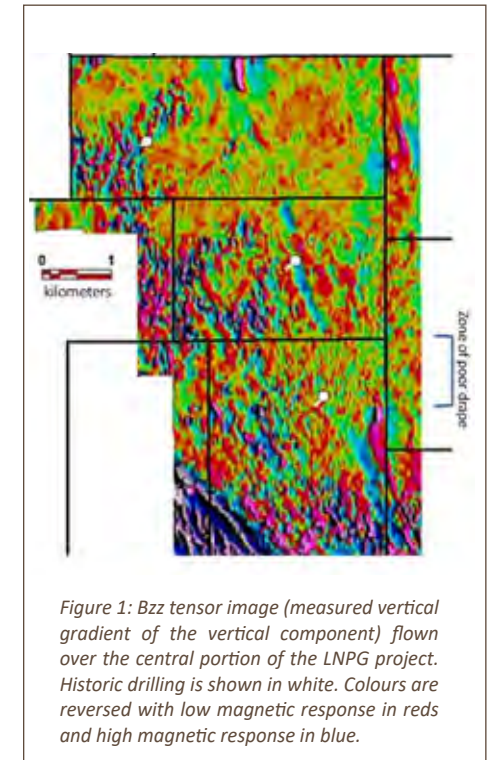 0 1
kilometers
Zone of poor drape
Figure 1: Bzz tensor image (measured vertical
gradient of the vertical component) flown
over the central portion of the LNPG project.
Historic drilling is shown in white. Colours are
reversed with low magnetic response in reds
and high magnetic response in blue.